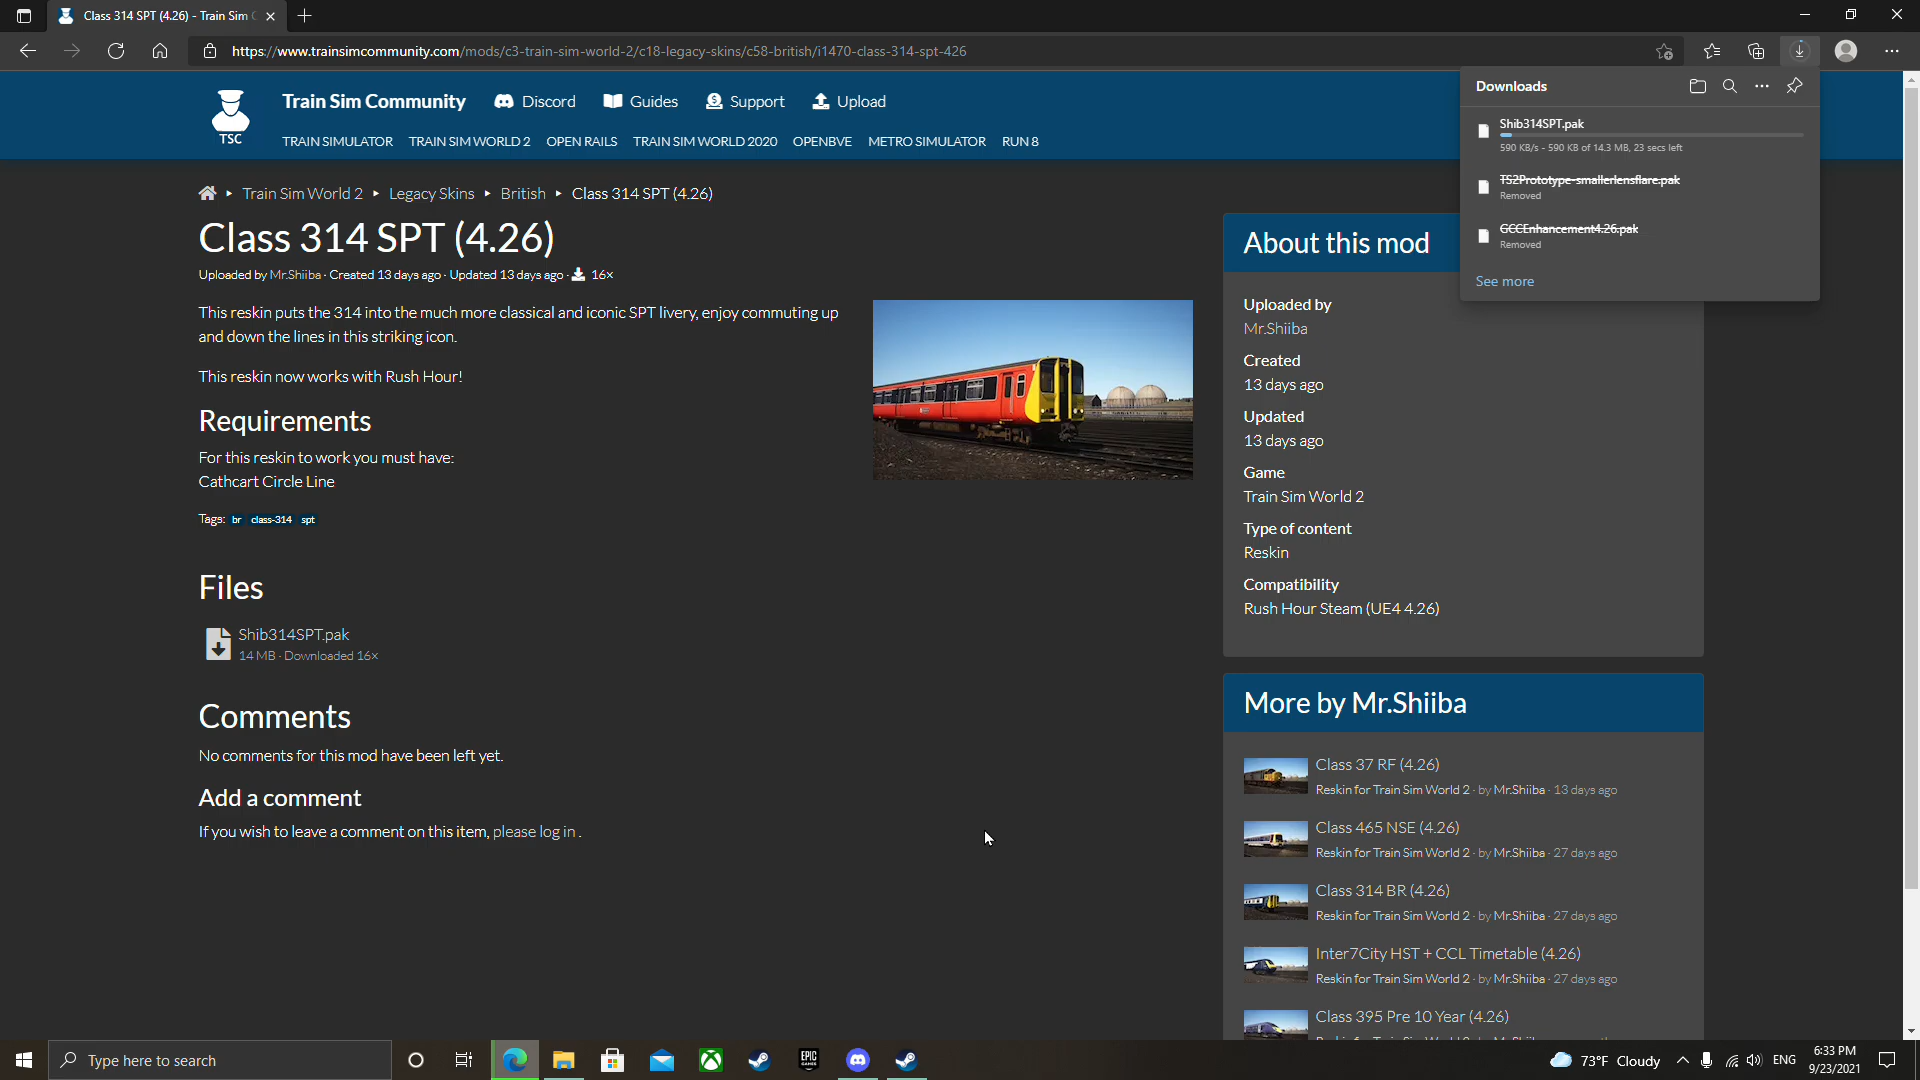 Class 314 SPT (4.26) - Train Sim
https://www.trainsimcommunity.com/mods/c3-train-sim-world-2/c18-legacy-skins/c58-british/i1470-class-314-spt-426
TSC
Train Sim Community
Discord
Guides
Support
Upload
TRAIN SIMULATOR
TRAIN SIM WORLD 2
OPEN RAILS
TRAIN SIM WORLD 2020
OPENBVE
METRO SIMULATOR
RUN 8
Downloads
Shib314SPT.pak
590 KB/s - 590 KB of 14.3 MB, 23 secs left
TS2Prototype-smallerlensflare.pak
Removed
GCCEnhancement4.26.pak
Removed
See more
Train Sim World 2 ▸ Legacy Skins ▸ British ▸ Class 314 SPT (4.26)
Class 314 SPT (4.26)
Uploaded by Mr.Shiiba · Created 13 days ago · Updated 13 days ago · 16×
This reskin puts the 314 into the much more classical and iconic SPT livery, enjoy commuting up
and down the lines in this striking icon.
This reskin now works with Rush Hour!
Requirements
For this reskin to work you must have:
Cathcart Circle Line
Tags: br class-314 spt
Files
Shib314SPT.pak
14 MB · Downloaded 16×
Comments
No comments for this mod have been left yet.
Add a comment
If you wish to leave a comment on this item, please log in .
About this mod
Uploaded by
Mr.Shiiba
Created
13 days ago
Updated
13 days ago
Game
Train Sim World 2
Type of content
Reskin
Compatibility
Rush Hour Steam (UE4 4.26)
More by Mr.Shiiba
Class 37 RF (4.26)
Reskin for Train Sim World 2 · by Mr.Shiiba · 13 days ago
Class 465 NSE (4.26)
Reskin for Train Sim World 2 · by Mr.Shiiba · 27 days ago
Class 314 BR (4.26)
Reskin for Train Sim World 2 · by Mr.Shiiba · 27 days ago
Inter7City HST + CCL Timetable (4.26)
Reskin for Train Sim World 2 · by Mr.Shiiba · 27 days ago
Class 395 Pre 10 Year (4.26)
Type here to search
EPIC
GAMES
73°F Cloudy
ENG
6:33 PM
9/23/2021